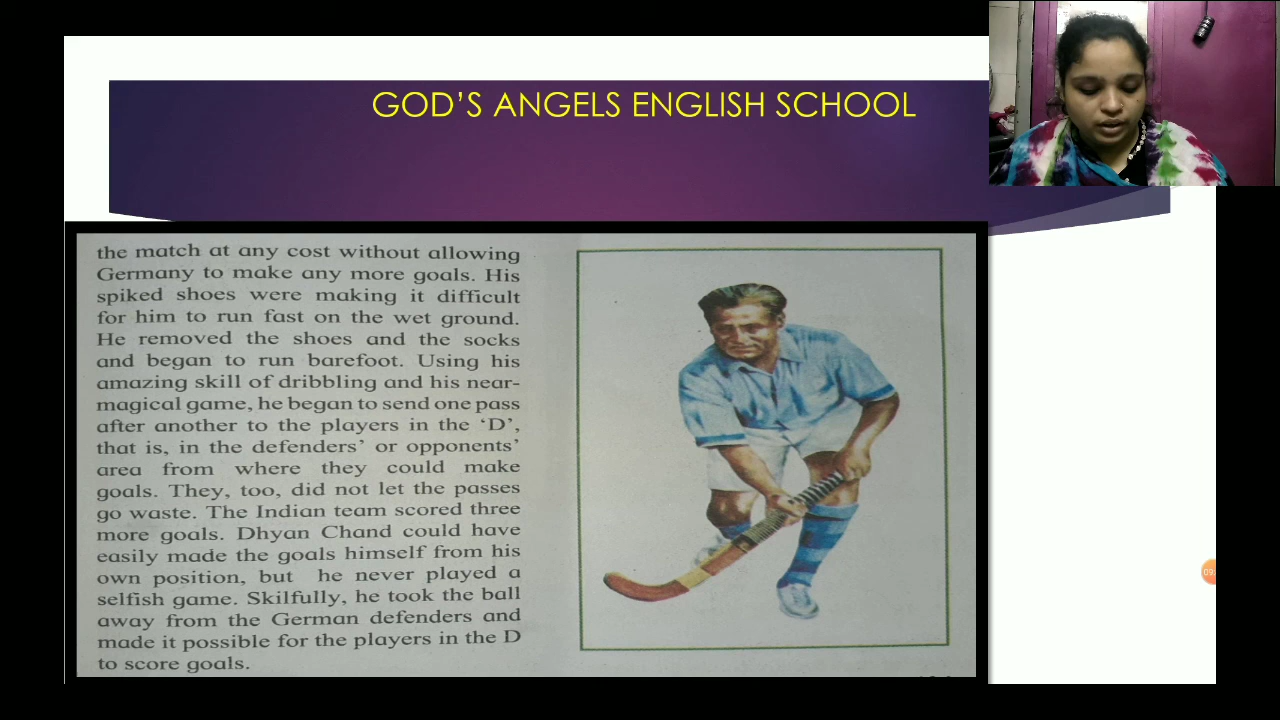 GOD'S ANGELS ENGLISH SCHOOL
the match at any cost without allowing
Germany to make any more goals. His
spiked shoes were making it difficult
for him to run fast on the wet ground.
He removed the shoes and the socks
and began to run barefoot. Using his
amazing skill of dribbling and his near-
magical game, he began to send one pass
after another to the players in the ‘D’,
that is, in the defenders’ or opponents’
area from where they could make
goals. They, too, did not let the passes
go waste. The Indian team scored three
more goals. Dhyan Chand could have
easily made the goals himself from his
own position, but he never played a
selfish game. Skilfully, he took the ball
away from the German defenders and
made it possible for the players in the D
to score goals.